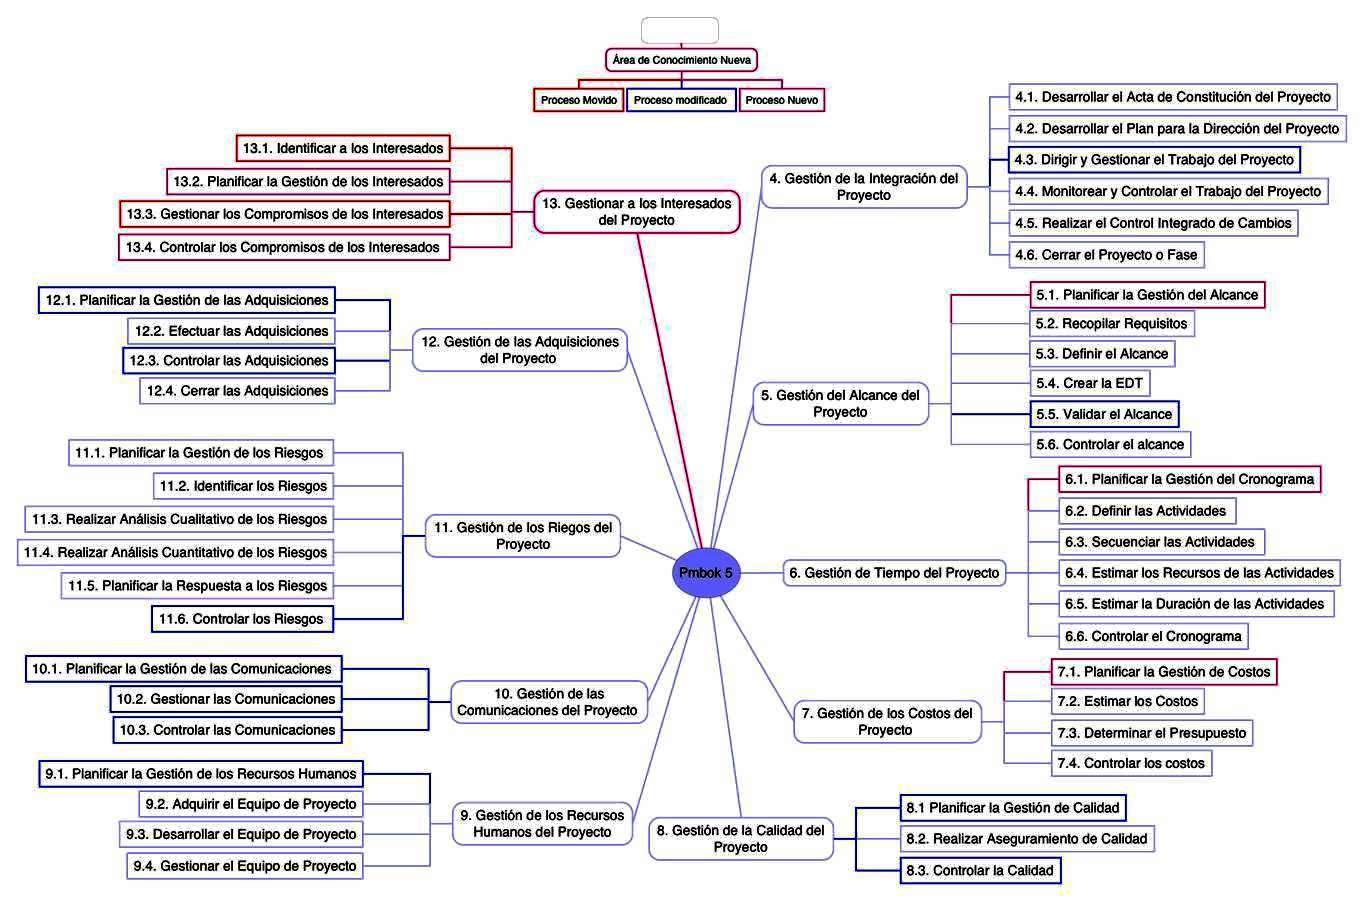 Área de Conocimiento Nueva
Proceso Movido
Proceso modificado
Proceso Nuevo
13.1. Identificar a los Interesados
13.2. Planificar la Gestión de los Interesados
13.3. Gestionar los Compromisos de los Interesados
13.4. Controlar los Compromisos de los Interesados
13. Gestionar a los Interesados
del Proyecto
12.1. Planificar la Gestión de las Adquisiciones
12.2. Efectuar las Adquisiciones
12.3. Controlar las Adquisiciones
12.4. Cerrar las Adquisiciones
12. Gestión de las Adquisiciones
del Proyecto
11.1. Planificar la Gestión de los Riesgos
11.2. Identificar los Riesgos
11.3. Realizar Análisis Cualitativo de los Riesgos
11.4. Realizar Análisis Cuantitativo de los Riesgos
11.5. Planificar la Respuesta a los Riesgos
11.6. Controlar los Riesgos
11. Gestión de los Riegos del
Proyecto
10.1. Planificar la Gestión de las Comunicaciones
10.2. Gestionar las Comunicaciones
10.3. Controlar las Comunicaciones
10. Gestión de las
Comunicaciones del Proyecto
9.1. Planificar la Gestión de los Recursos Humanos
9.2. Adquirir el Equipo de Proyecto
9.3. Desarrollar el Equipo de Proyecto
9.4. Gestionar el Equipo de Proyecto
9. Gestión de los Recursos
Humanos del Proyecto
Pmbok 5
4. Gestión de la Integración del
Proyecto
4.1. Desarrollar el Acta de Constitución del Proyecto
4.2. Desarrollar el Plan para la Dirección del Proyecto
4.3. Dirigir y Gestionar el Trabajo del Proyecto
4.4. Monitorear y Controlar el Trabajo del Proyecto
4.5. Realizar el Control Integrado de Cambios
4.6. Cerrar el Proyecto o Fase
5. Gestión del Alcance del
Proyecto
5.1. Planificar la Gestión del Alcance
5.2. Recopilar Requisitos
5.3. Definir el Alcance
5.4. Crear la EDT
5.5. Validar el Alcance
5.6. Controlar el alcance
6. Gestión de Tiempo del Proyecto
6.1. Planificar la Gestión del Cronograma
6.2. Definir las Actividades
6.3. Secuenciar las Actividades
6.4. Estimar los Recursos de las Actividades
6.5. Estimar la Duración de las Actividades
6.6. Controlar el Cronograma
7. Gestión de los Costos del
Proyecto
7.1. Planificar la Gestión de Costos
7.2. Estimar los Costos
7.3. Determinar el Presupuesto
7.4. Controlar los costos
8. Gestión de la Calidad del
Proyecto
8.1 Planificar la Gestión de Calidad
8.2. Realizar Aseguramiento de Calidad
8.3. Controlar la Calidad